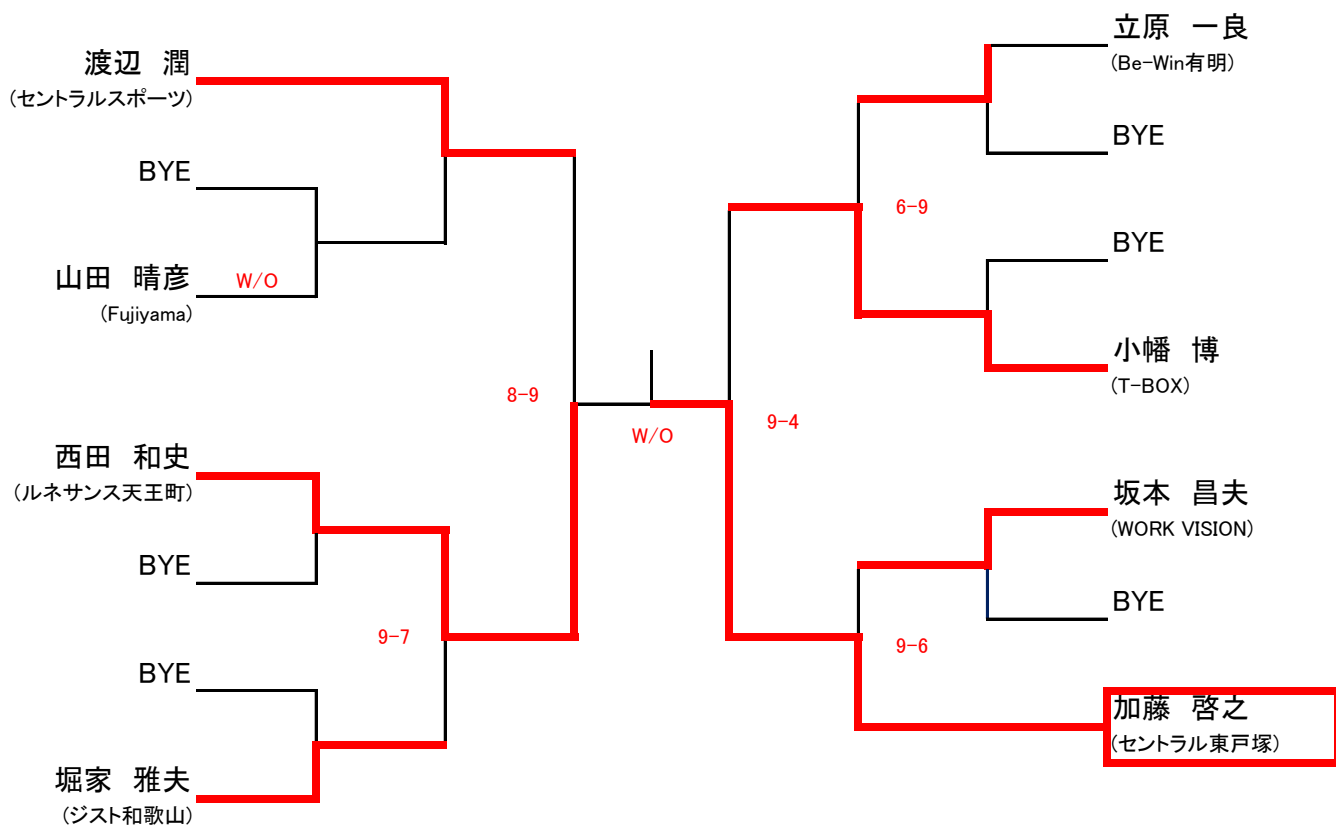 渡辺 潤
(セントラルスポーツ)
BYE
山田 晴彦
W/O
(Fujiyama)
8-9
西田 和史
(ルネサンス天王町)
BYE
9-7
BYE
堀家 雅夫
(ジスト和歌山)
W/O
立原 一良
(Be-Win有明)
BYE
6-9
BYE
小幡 博
(T-BOX)
9-4
坂本 昌夫
(WORK VISION)
BYE
9-6
加藤 啓之
(セントラル東戸塚)